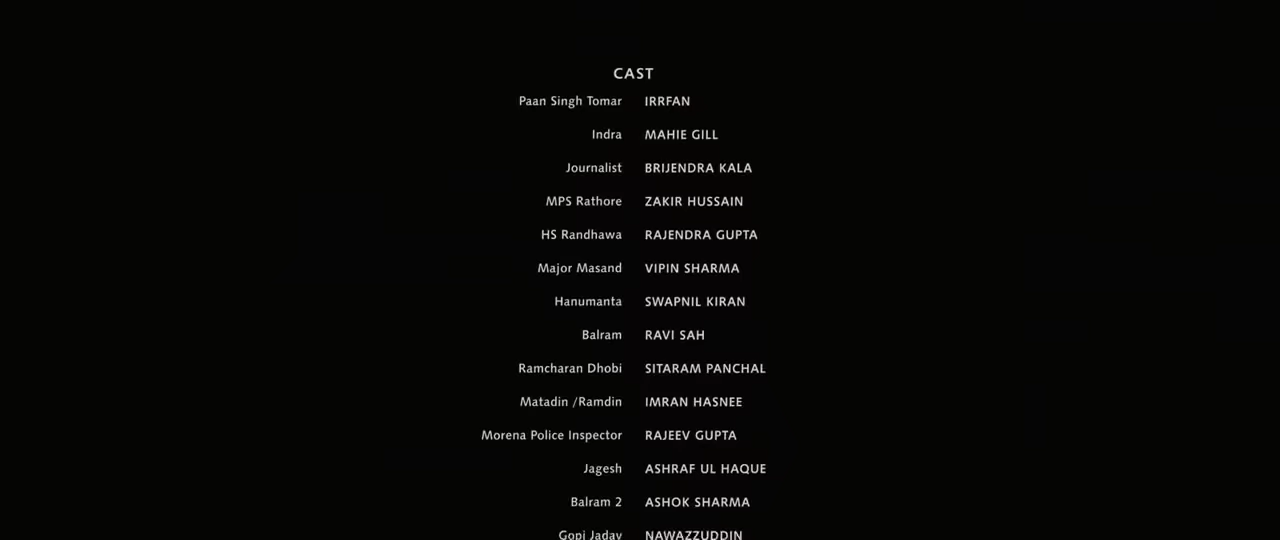 CAST
Paan Singh Tomar IRRFAN
Indra MAHIE GILL
Journalist BRIJENDRA KALA
MPS Rathore ZAKIR HUSSAIN
HS Randhawa RAJENDRA GUPTA
Major Masand VIPIN SHARMA
Hanumanta SWAPNIL KIRAN
Balram RAVI SAH
Ramcharan Dhobi SITARAM PANCHAL
Matadin /Ramdin IMRAN HASNEE
Morena Police Inspector RAJEEV GUPTA
Jagesh ASHRAF UL HAQUE
Balram 2 ASHOK SHARMA
Gopi Jadav NAWAZZUDDIN